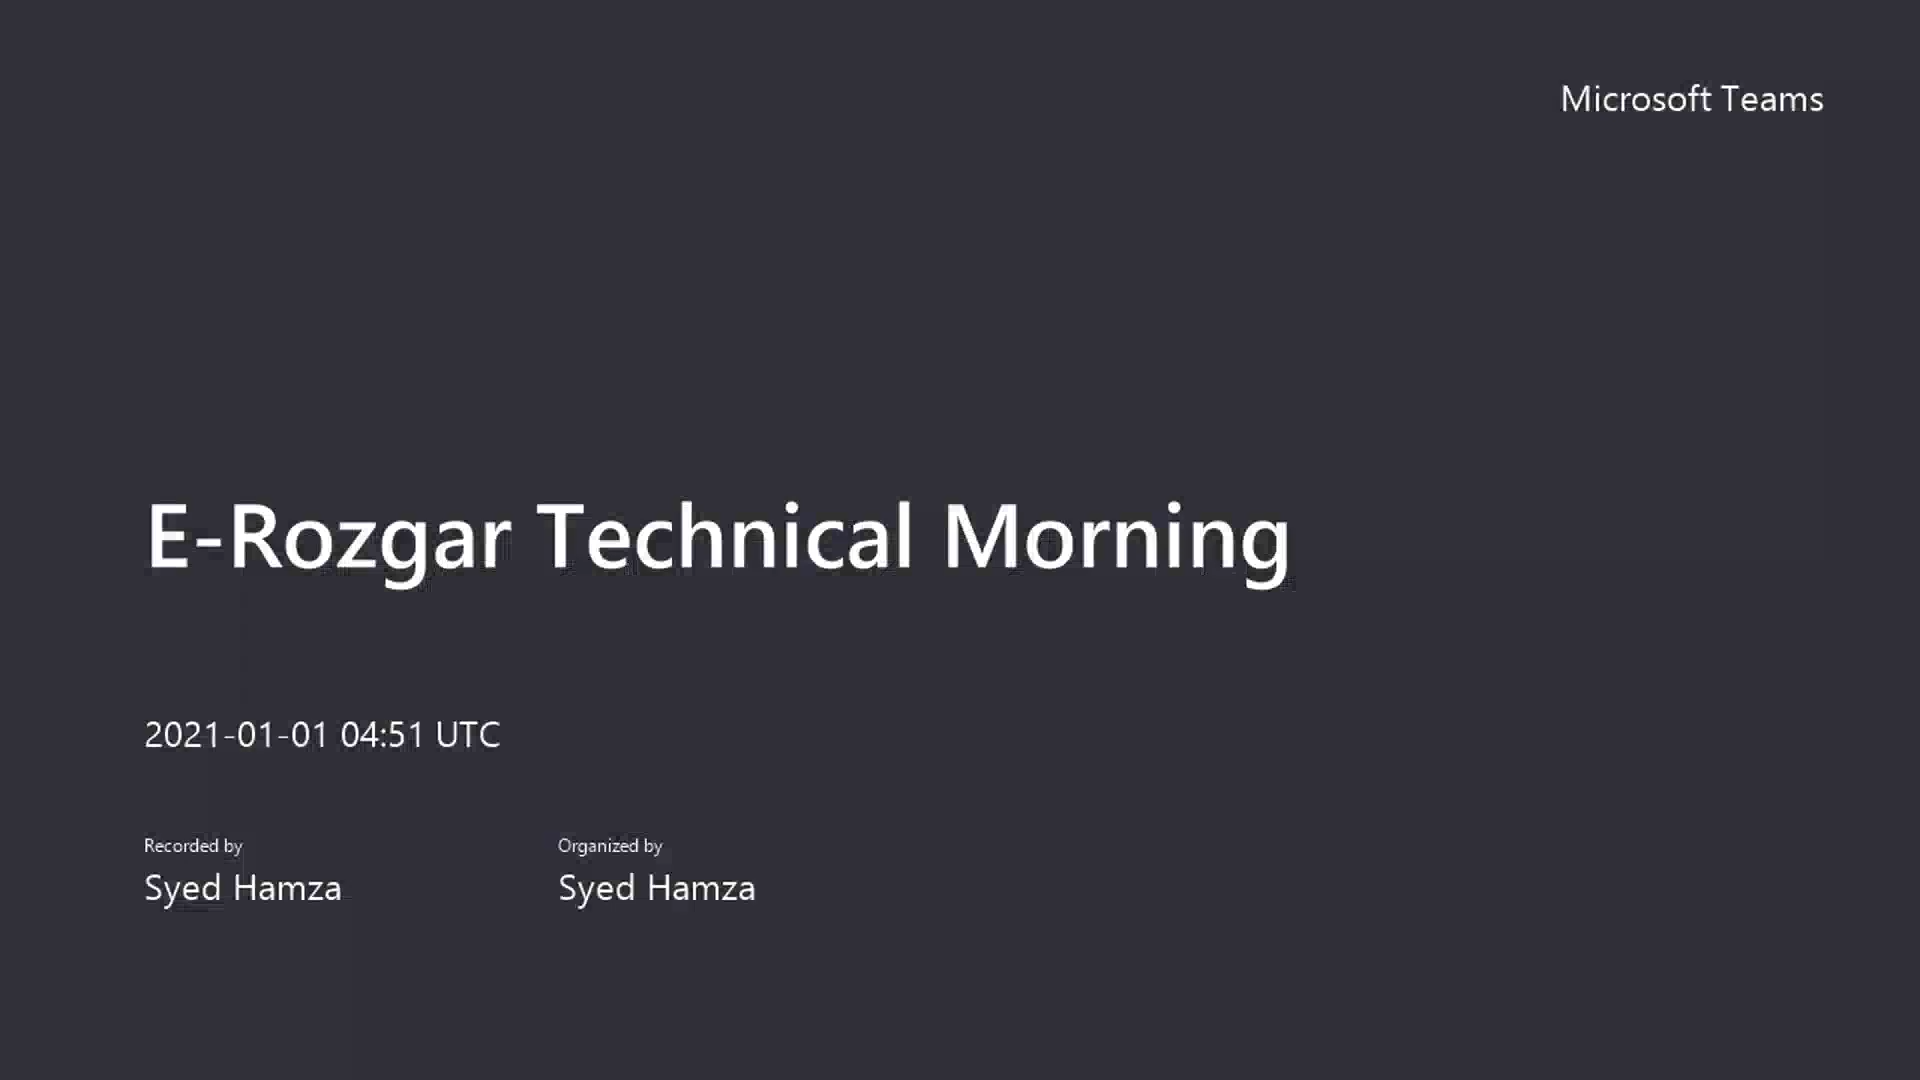 Microsoft Teams
E-Rozgar Technical Morning
2021-01-01 04:51 UTC
Recorded by
Syed Hamza
Organized by
Syed Hamza